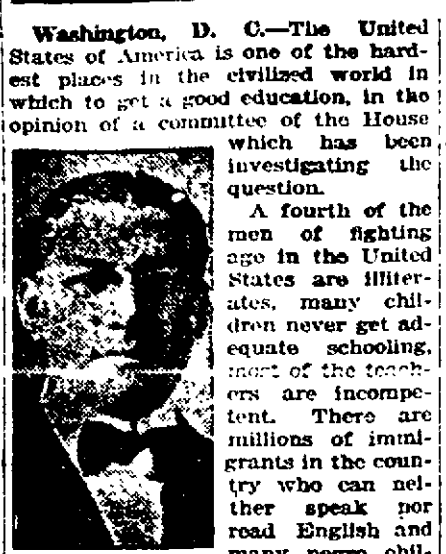 Washington, D. C.—The United
States of America is one of the hard-
est places in the civilized world in
which to get a good education, in the
opinion of a committee of the House
which has been
investigating the
question.
A fourth of the
men of fighting
age in the United
States are illiter-
ates, many chil-
dren never get ad-
equate schooling,
most of the teach-
ers are incompe-
tent. There are
millions of immi-
grants in the coun-
try who can nei-
ther speak nor
read English and
many negro chil-